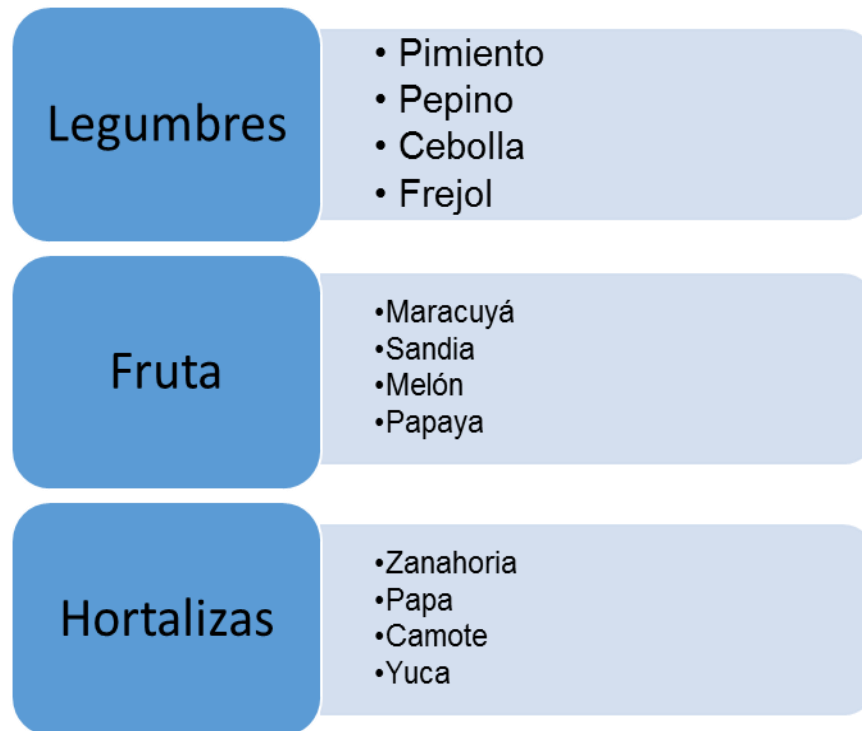 Legumbres
• Pimiento
• Pepino
• Cebolla
• Frejol
Fruta
•Maracuyá
•Sandia
•Melón
•Papaya
Hortalizas
•Zanahoria
•Papa
•Camote
•Yuca